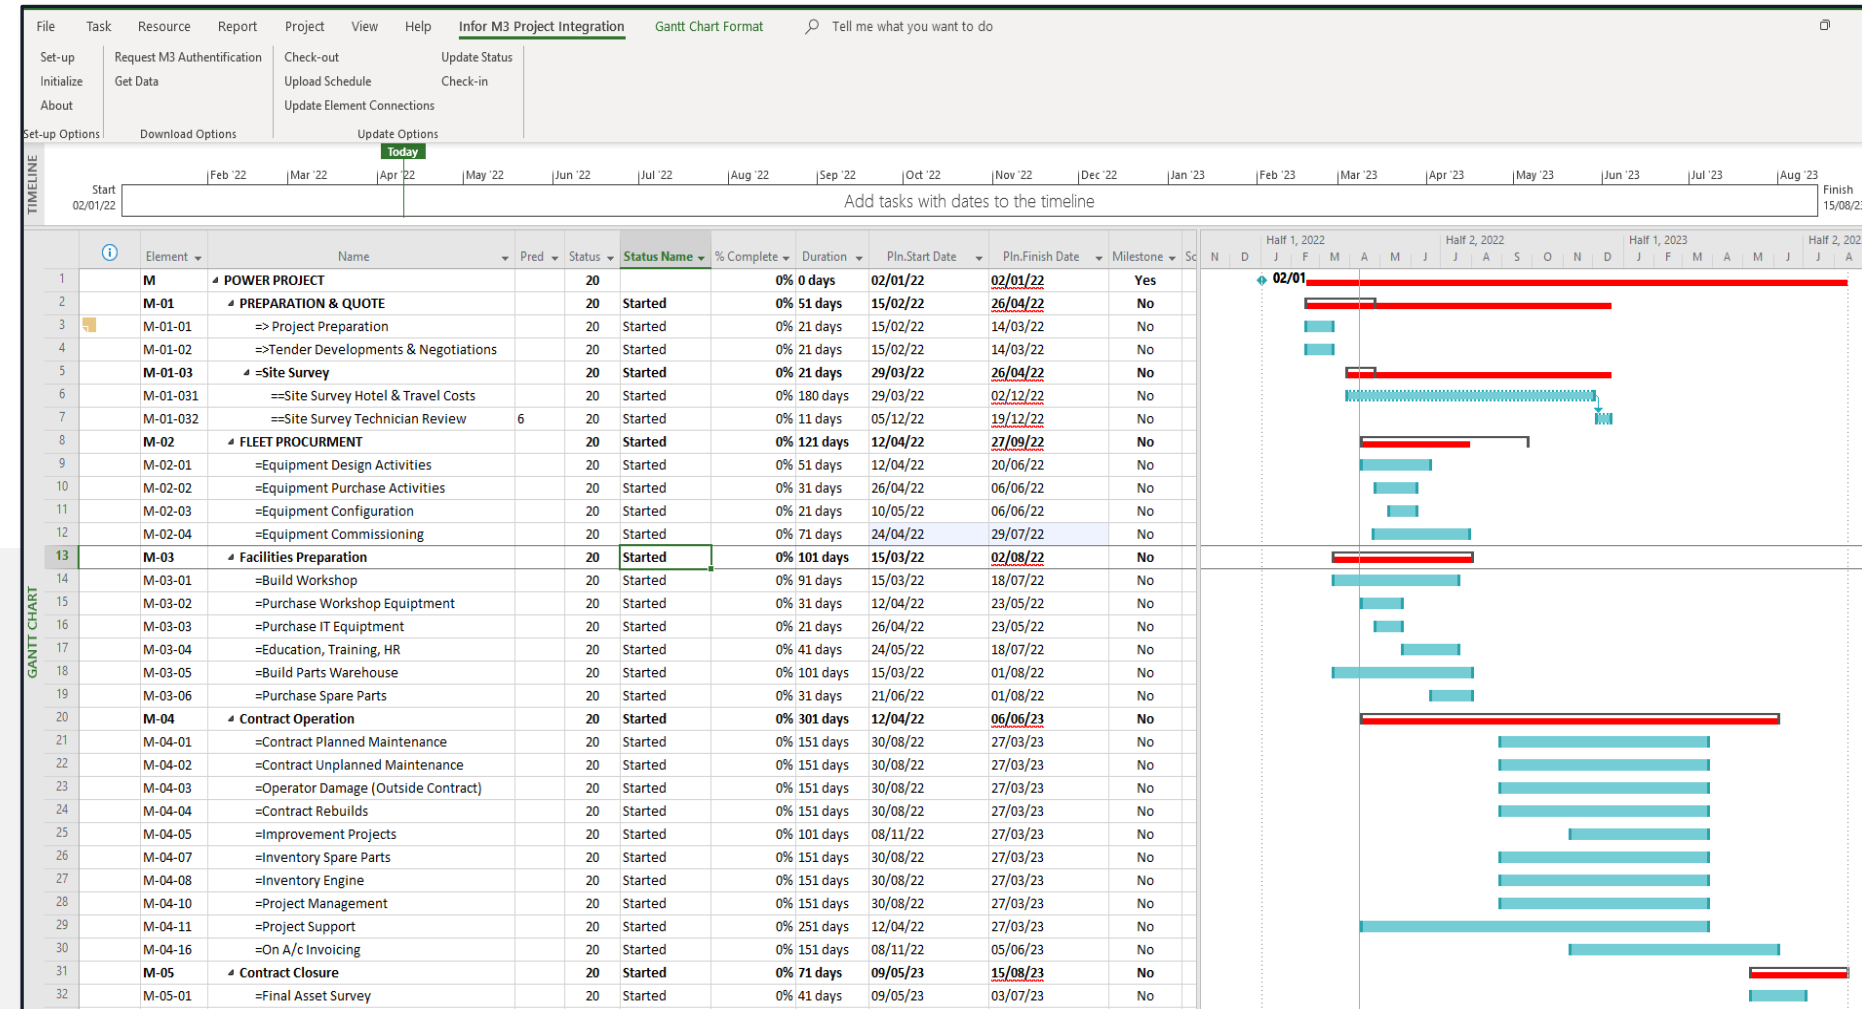 File Task Resource Report Project View Help Infor M3 Project Integration Gantt Chart Format Tell me what you want to do
Set-up Request M3 Authentification Check-out Update Status
Initialize Get Data Upload Schedule Check-in
About Update Element Connections
Set-up Options Download Options Update Options
Today
Feb '22 Mar '22 Apr '22 May '22 Jun '22 Jul '22 Aug '22 Sep '22 Oct '22 Nov '22 Dec '22 Jan '23 Feb '23 Mar '23 Apr '23 May '23 Jun '23 Jul '23 Aug '23
TIMELINE
Start
02/01/22
Add tasks with dates to the timeline
Finish
15/08/23
GANTT CHART
Half 1, 2022 Half 2, 2022 Half 1, 2023 Half 2, 202
Element Name Pred Status Status Name % Complete Duration Pln.Start Date Pln.Finish Date Milestone Sc N D J F M A M J J A S O N D J F M A M J J A
1 M POWER PROJECT 20 0% 0 days 02/01/22 02/01/22 Yes 02/01
2 M-01 PREPARATION & QUOTE 20 Started 0% 51 days 15/02/22 26/04/22 No
3 M-01-01 => Project Preparation 20 Started 0% 21 days 15/02/22 14/03/22 No
4 M-01-02 =>Tender Developments & Negotiations 20 Started 0% 21 days 15/02/22 14/03/22 No
5 M-01-03 =Site Survey 20 Started 0% 21 days 29/03/22 26/04/22 No
6 M-01-031 ==Site Survey Hotel & Travel Costs 20 Started 0% 180 days 29/03/22 02/12/22 No
7 M-01-032 ==Site Survey Technician Review 6 20 Started 0% 11 days 05/12/22 19/12/22 No
8 M-02 FLEET PROCURMENT 20 Started 0% 121 days 12/04/22 27/09/22 No
9 M-02-01 =Equipment Design Activities 20 Started 0% 51 days 12/04/22 20/06/22 No
10 M-02-02 =Equipment Purchase Activities 20 Started 0% 31 days 26/04/22 06/06/22 No
11 M-02-03 =Equipment Configuration 20 Started 0% 21 days 10/05/22 06/06/22 No
12 M-02-04 =Equipment Commissioning 20 Started 0% 71 days 24/04/22 29/07/22 No
13 M-03 Facilities Preparation 20 Started 0% 101 days 15/03/22 02/08/22 No
14 M-03-01 =Build Workshop 20 Started 0% 91 days 15/03/22 18/07/22 No
15 M-03-02 =Purchase Workshop Equiptment 20 Started 0% 31 days 12/04/22 23/05/22 No
16 M-03-03 =Purchase IT Equiptment 20 Started 0% 21 days 26/04/22 23/05/22 No
17 M-03-04 =Education, Training, HR 20 Started 0% 41 days 24/05/22 18/07/22 No
18 M-03-05 =Build Parts Warehouse 20 Started 0% 101 days 15/03/22 01/08/22 No
19 M-03-06 =Purchase Spare Parts 20 Started 0% 31 days 21/06/22 01/08/22 No
20 M-04 Contract Operation 20 Started 0% 301 days 12/04/22 06/06/23 No
21 M-04-01 =Contract Planned Maintenance 20 Started 0% 151 days 30/08/22 27/03/23 No
22 M-04-02 =Contract Unplanned Maintenance 20 Started 0% 151 days 30/08/22 27/03/23 No
23 M-04-03 =Operator Damage (Outside Contract) 20 Started 0% 151 days 30/08/22 27/03/23 No
24 M-04-04 =Contract Rebuilds 20 Started 0% 151 days 30/08/22 27/03/23 No
25 M-04-05 =Improvement Projects 20 Started 0% 101 days 08/11/22 27/03/23 No
26 M-04-07 =Inventory Spare Parts 20 Started 0% 151 days 30/08/22 27/03/23 No
27 M-04-08 =Inventory Engine 20 Started 0% 151 days 30/08/22 27/03/23 No
28 M-04-10 =Project Management 20 Started 0% 151 days 30/08/22 27/03/23 No
29 M-04-11 =Project Support 20 Started 0% 251 days 12/04/22 27/03/23 No
30 M-04-16 =On A/c Invoicing 20 Started 0% 151 days 08/11/22 05/06/23 No
31 M-05 Contract Closure 20 Started 0% 71 days 09/05/23 15/08/23 No
32 M-05-01 =Final Asset Survey 20 Started 0% 41 days 09/05/23 03/07/23 No